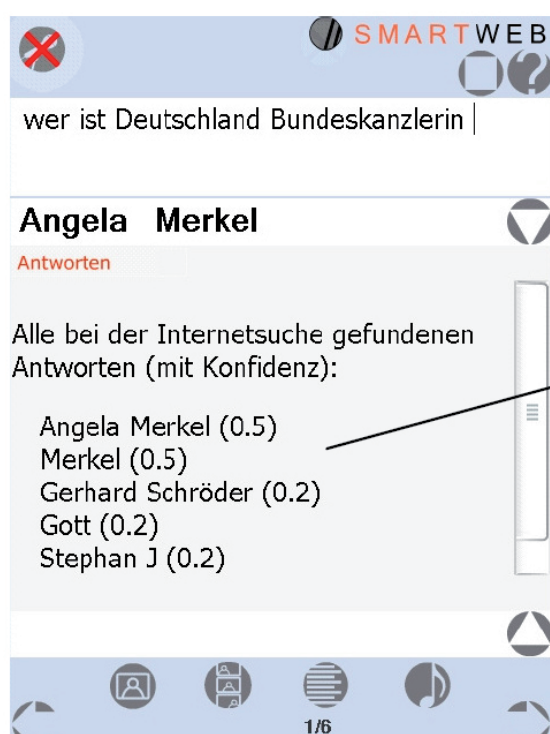 SMARTWEB
wer ist Deutschland Bundeskanzlerin
Angela Merkel
Antworten
Alle bei der Internetsuche gefundenen
Antworten (mit Konfidenz):
Angela Merkel (0.5)
Merkel (0.5)
Gerhard Schröder (0.2)
Gott (0.2)
Stephan J (0.2)
1/6